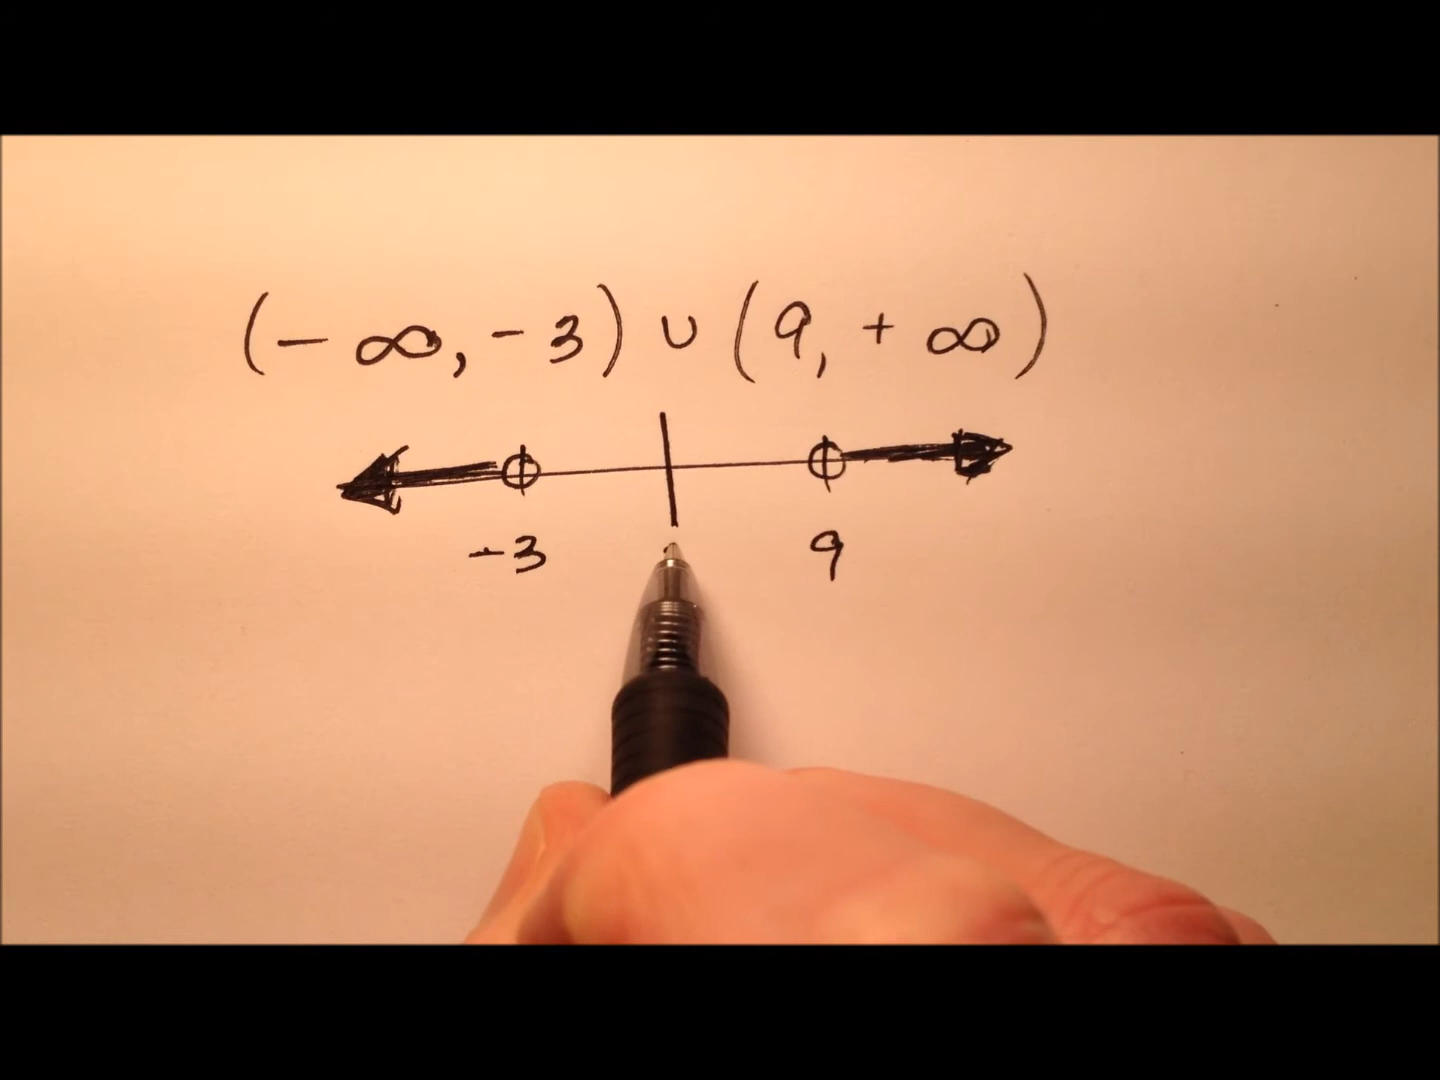 (- ∞, - 3) ∪ (9, + ∞)
-3 9